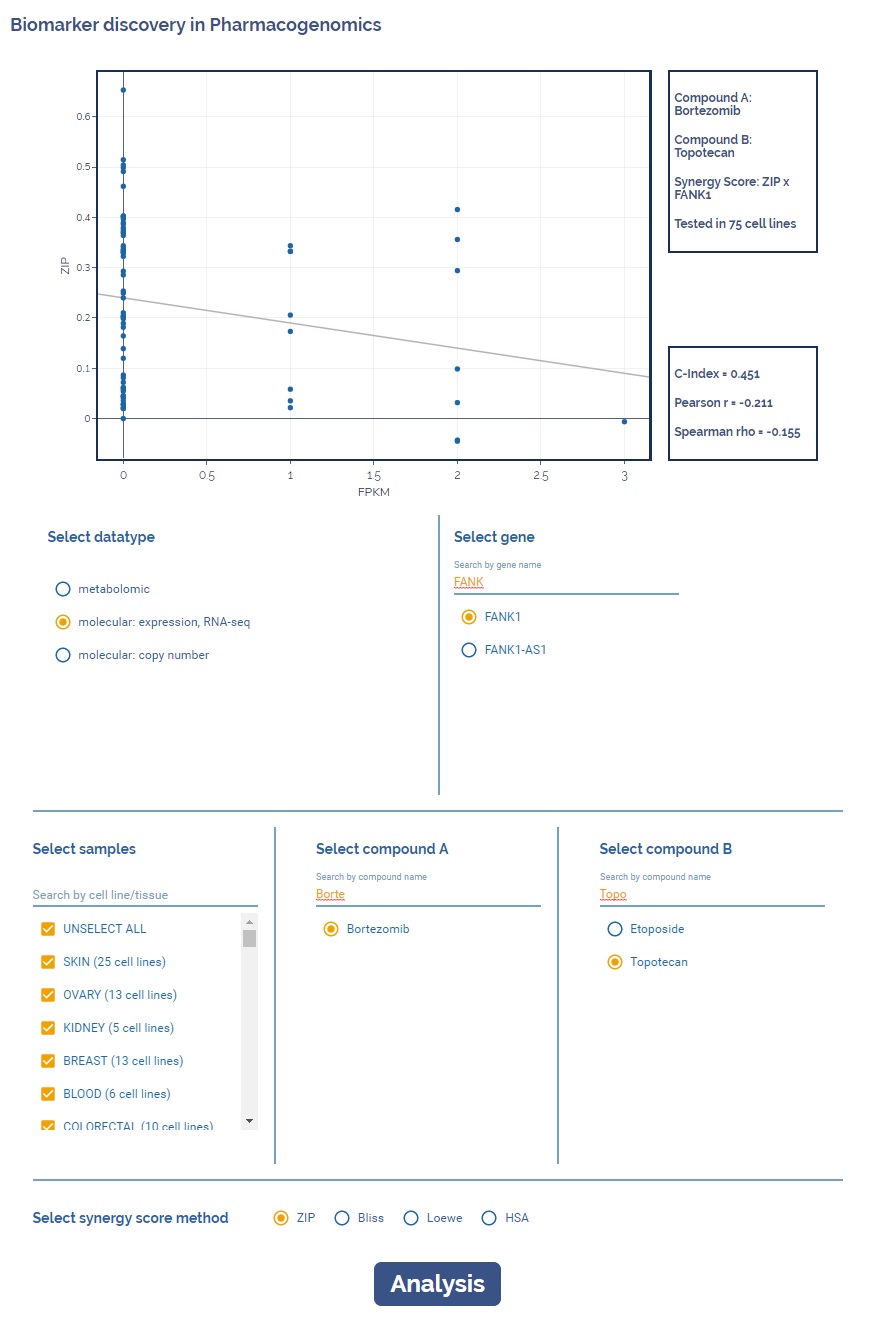 Biomarker discovery in Pharmacogenomics
Compound A:
Bortezomib
Compound B:
Topotecan
Synergy Score: ZIP x
FANK1
Tested in 75 cell lines
C-Index = 0.451
Pearson r = -0.211
Spearman rho = -0.155
ZIP
0.6
0.5
0.4
0.3
0.2
0.1
0
0 0.5 1 1.5 2 2.5 3
FPKM
Select datatype
metabolomic
molecular: expression, RNA-seq
molecular: copy number
Select gene
Search by gene name
FANK
FANK1
FANK1-AS1
Select samples
Search by cell line/tissue
UNSELECT ALL
SKIN (25 cell lines)
OVARY (13 cell lines)
KIDNEY (5 cell lines)
BREAST (13 cell lines)
BLOOD (6 cell lines)
COLORECTAL (10 cell lines)
Select compound A
Search by compound name
Borte
Bortezomib
Select compound B
Search by compound name
Topo
Etoposide
Topotecan
Select synergy score method ZIP Bliss Loewe HSA
Analysis